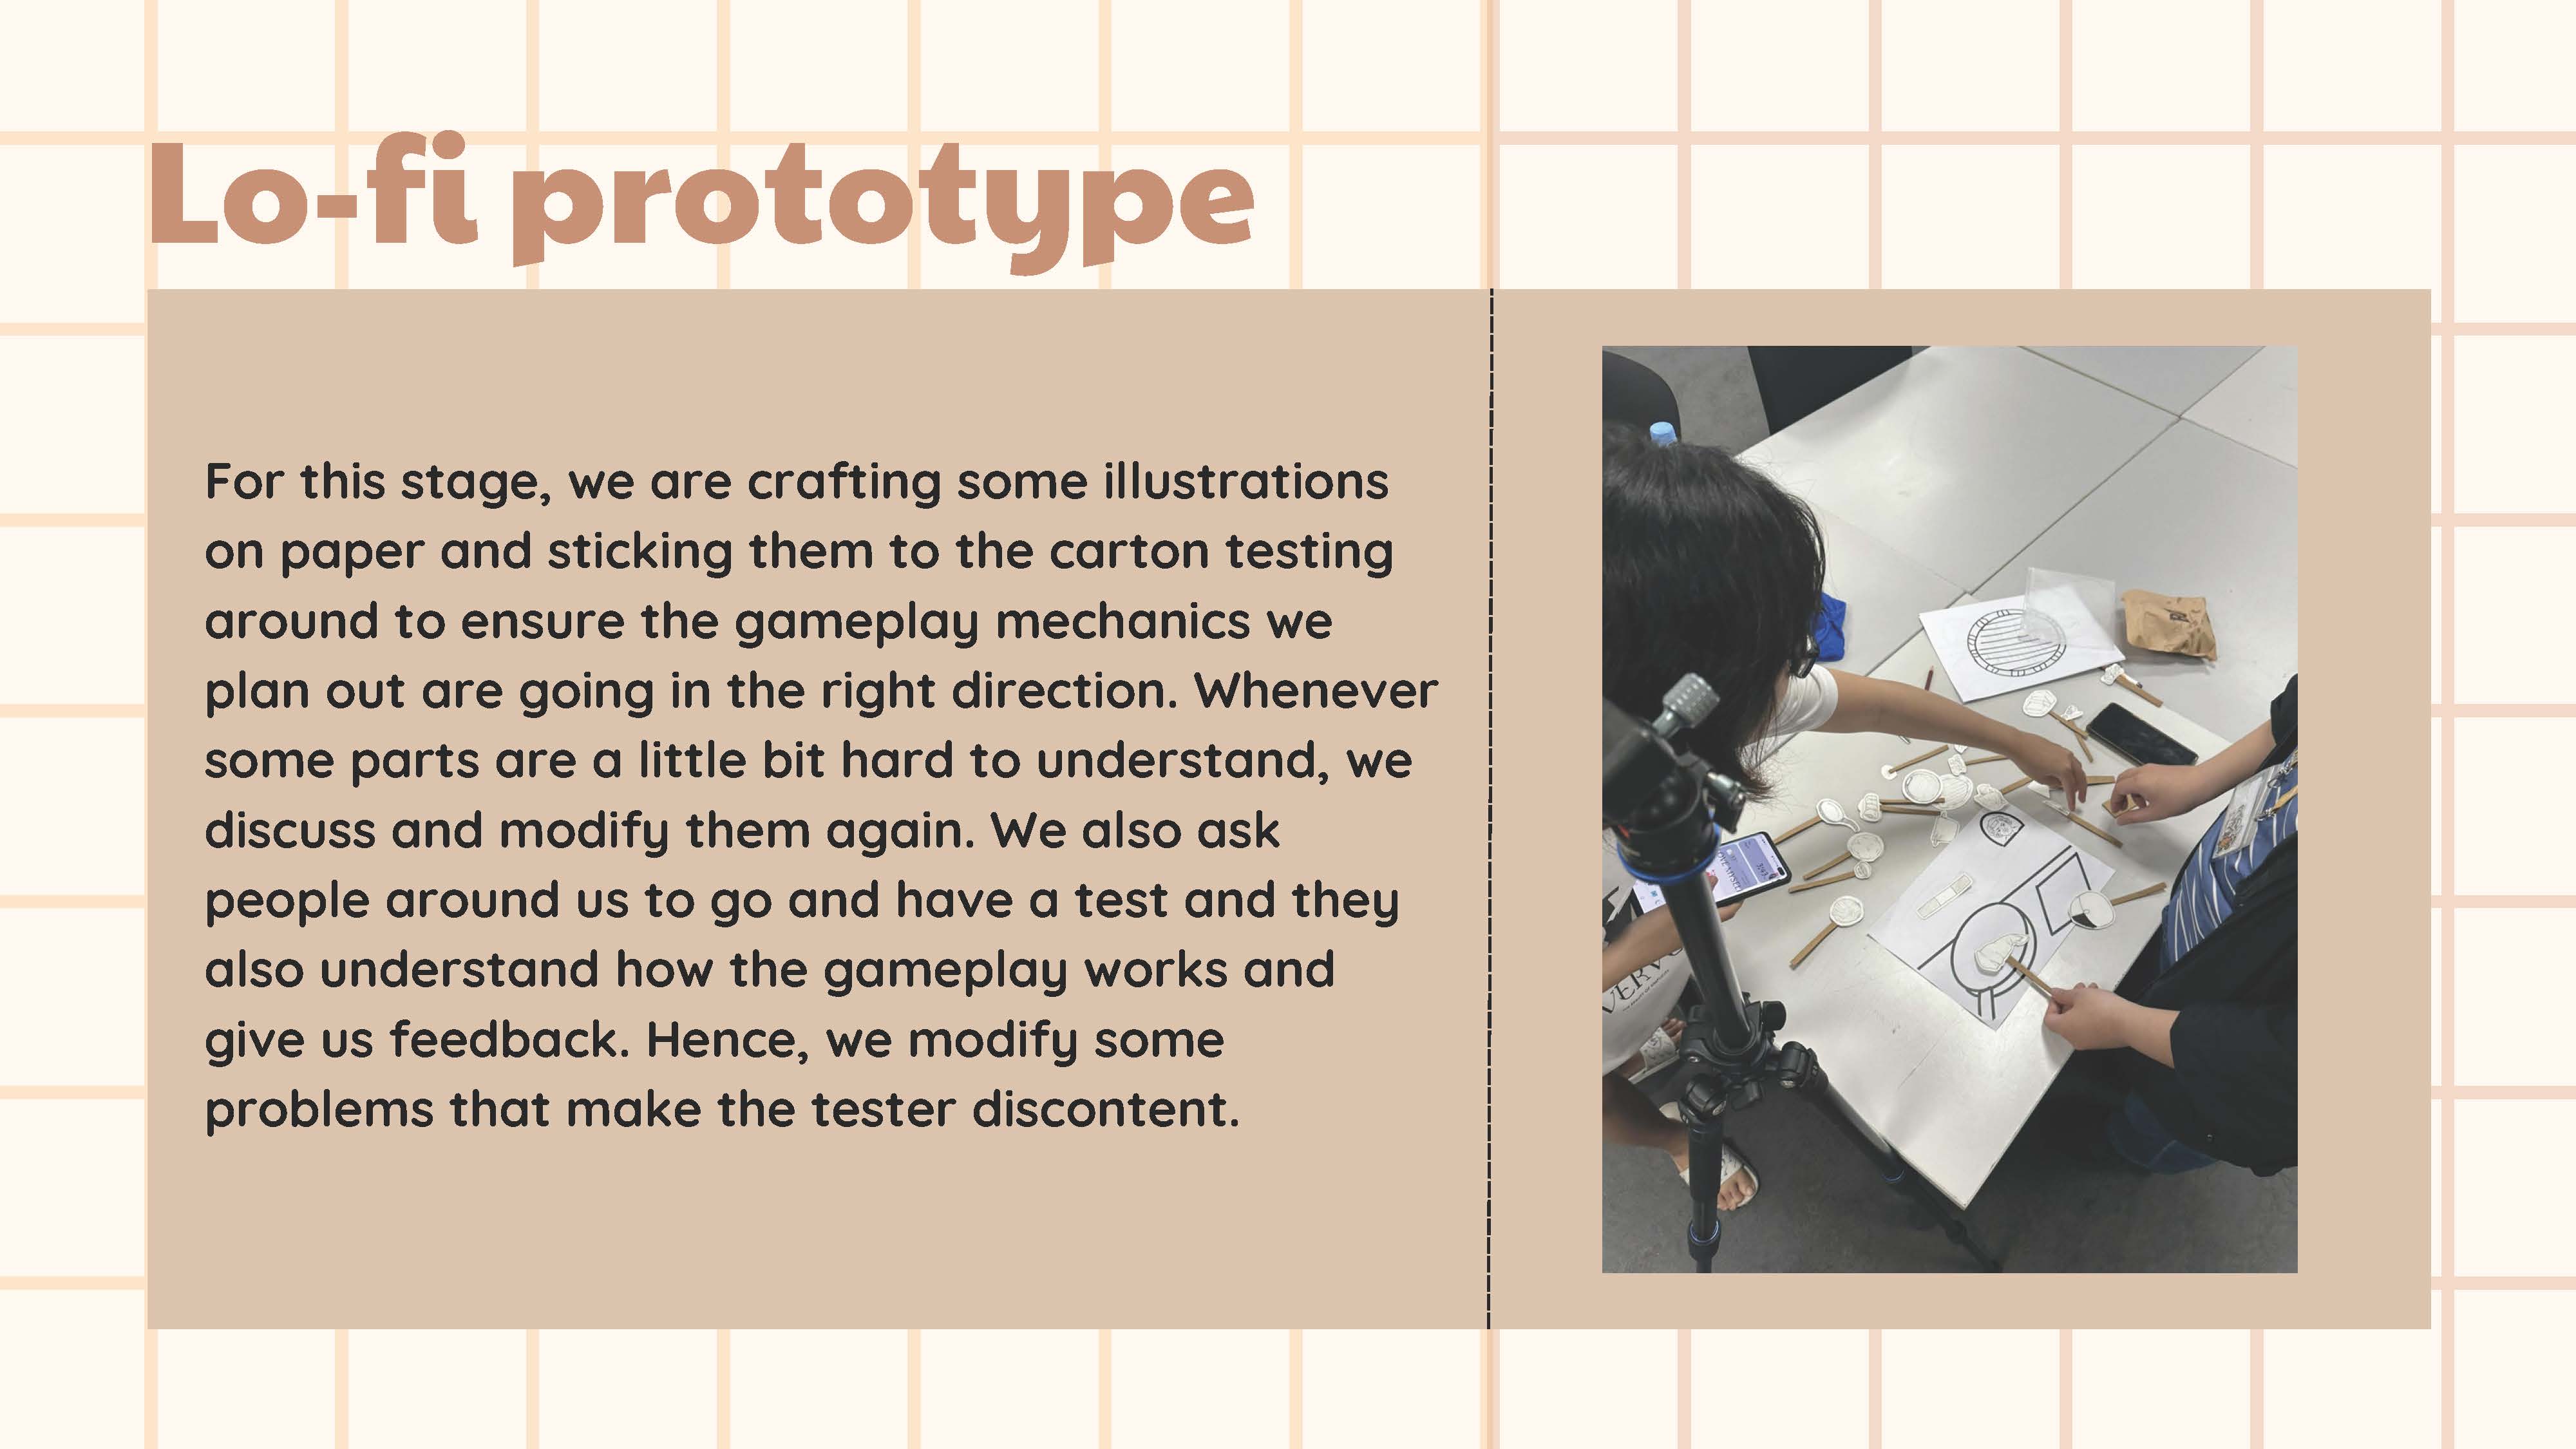 Lo-fi prototype
For this stage, we are crafting some illustrations
on paper and sticking them to the carton testing
around to ensure the gameplay mechanics we
plan out are going in the right direction. Whenever
some parts are a little bit hard to understand, we
discuss and modify them again. We also ask
people around us to go and have a test and they
also understand how the gameplay works and
give us feedback. Hence, we modify some
problems that make the tester discontent.